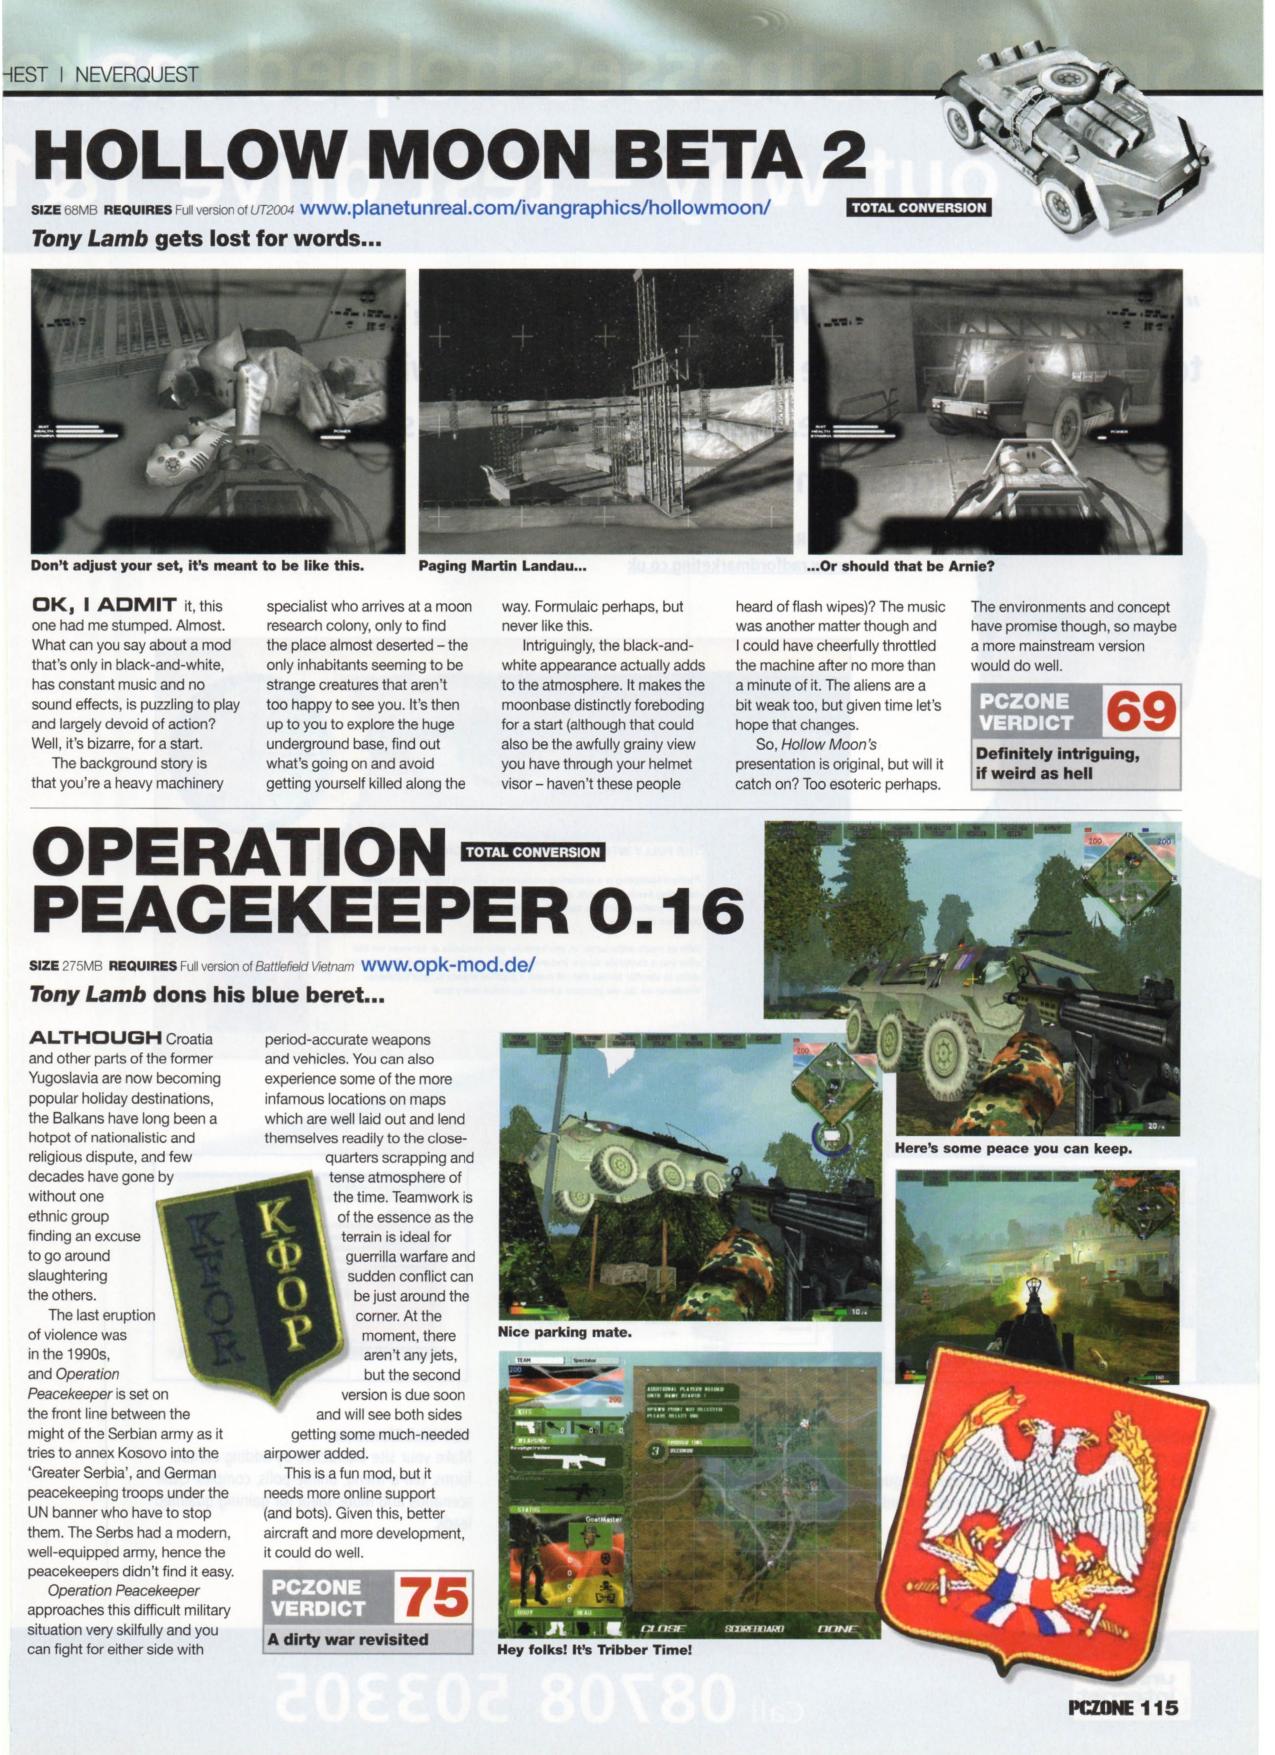 HEST | NEVERQUEST
HOLLOW MOON BETA 2
SIZE 68MB REQUIRES Full version of UT2004 www.planetunreal.com/ivangraphics/hollowmoon/
TOTAL CONVERSION
Tony Lamb gets lost for words...
Don't adjust your set, it's meant to be like this.
Paging Martin Landau...
...Or should that be Arnie?
OK, I ADMIT it, this
one had me stumped. Almost.
What can you say about a mod
that's only in black-and-white,
has constant music and no
sound effects, is puzzling to play
and largely devoid of action?
Well, it's bizarre, for a start.
The background story is
that you're a heavy machinery
specialist who arrives at a moon
research colony, only to find
the place almost deserted – the
only inhabitants seeming to be
strange creatures that aren't
too happy to see you. It's then
up to you to explore the huge
underground base, find out
what's going on and avoid
getting yourself killed along the
way. Formulaic perhaps, but
never like this.
Intriguingly, the black-and-
white appearance actually adds
to the atmosphere. It makes the
moonbase distinctly foreboding
for a start (although that could
also be the awfully grainy view
you have through your helmet
visor – haven't these people
heard of flash wipes)? The music
was another matter though and
I could have cheerfully throttled
the machine after no more than
a minute of it. The aliens are a
bit weak too, but given time let's
hope that changes.
So, Hollow Moon's
presentation is original, but will it
catch on? Too esoteric perhaps.
The environments and concept
have promise though, so maybe
a more mainstream version
would do well.
PCZONE
VERDICT
69
Definitely intriguing,
if weird as hell
OPERATION
TOTAL CONVERSION
PEACEKEEPER 0.16
SIZE 275MB REQUIRES Full version of Battlefield Vietnam www.opk-mod.de/
Tony Lamb dons his blue beret...
ALTHOUGH Croatia
and other parts of the former
Yugoslavia are now becoming
popular holiday destinations,
the Balkans have long been a
hotpot of nationalistic and
religious dispute, and few
decades have gone by
without one
ethnic group
finding an excuse
to go around
slaughtering
the others.
The last eruption
of violence was
in the 1990s,
and Operation
Peacekeeper is set on
the front line between the
might of the Serbian army as it
tries to annex Kosovo into the
'Greater Serbia', and German
peacekeeping troops under the
UN banner who have to stop
them. The Serbs had a modern,
well-equipped army, hence the
peacekeepers didn't find it easy.
Operation Peacekeeper
approaches this difficult military
situation very skilfully and you
can fight for either side with
period-accurate weapons
and vehicles. You can also
experience some of the more
infamous locations on maps
which are well laid out and lend
themselves readily to the close-
quarters scrapping and
tense atmosphere of
the time. Teamwork is
of the essence as the
terrain is ideal for
guerrilla warfare and
sudden conflict can
be just around the
corner. At the
moment, there
aren't any jets,
but the second
version is due soon
and will see both sides
getting some much-needed
airpower added.
This is a fun mod, but it
needs more online support
(and bots). Given this, better
aircraft and more development,
it could do well.
KFOR
КФОР
PCZONE
VERDICT
75
A dirty war revisited
Here's some peace you can keep.
Nice parking mate.
TEAM
Spectator
200
200
GoatMaster
CLOSE
SCOREBOARD
DONE
Hey folks! It's Tribber Time!
Call 08708 503305
PCZONE 115